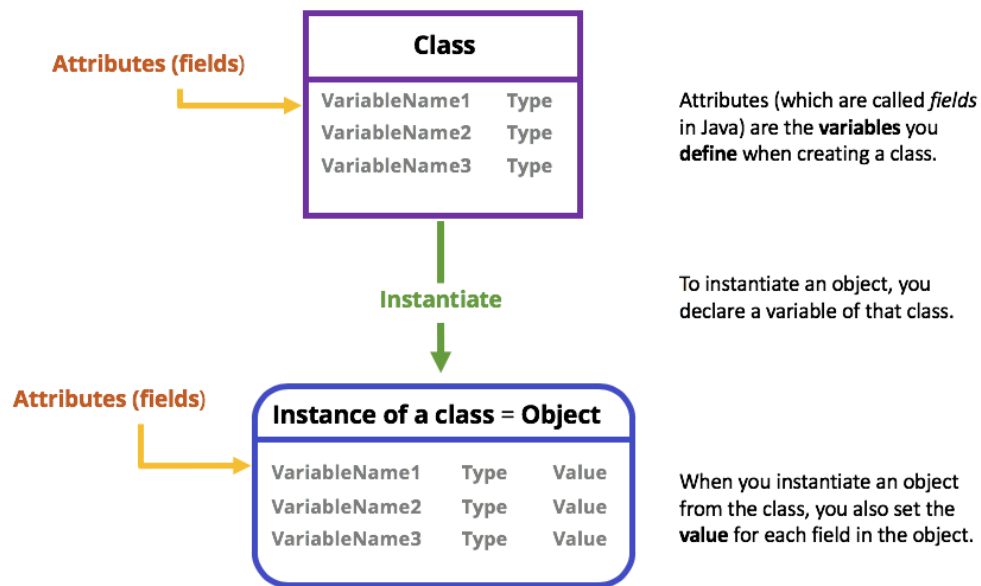 Class
Attributes (fields)
VariableName1 Type
VariableName2 Type
VariableName3 Type
Attributes (which are called fields
in Java) are the variables you
define when creating a class.
Instantiate
To instantiate an object, you
declare a variable of that class.
Attributes (fields)
Instance of a class = Object
VariableName1 Type Value
VariableName2 Type Value
VariableName3 Type Value
When you instantiate an object
from the class, you also set the
value for each field in the object.